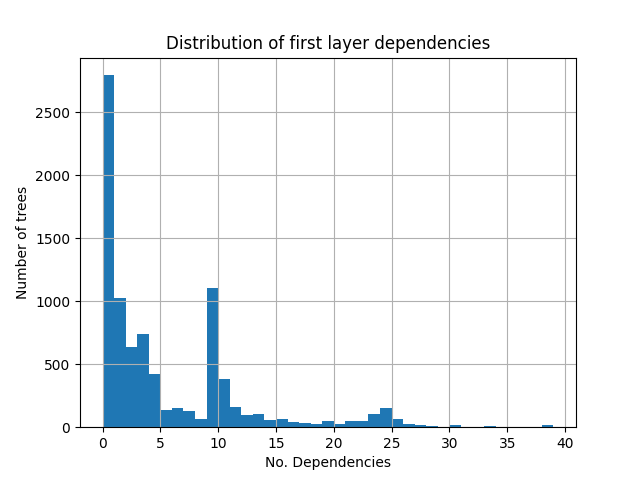 Distribution of first layer dependencies
Number of trees
2500
2000
1500
1000
500
0
0 5 10 15 20 25 30 35 40
No. Dependencies